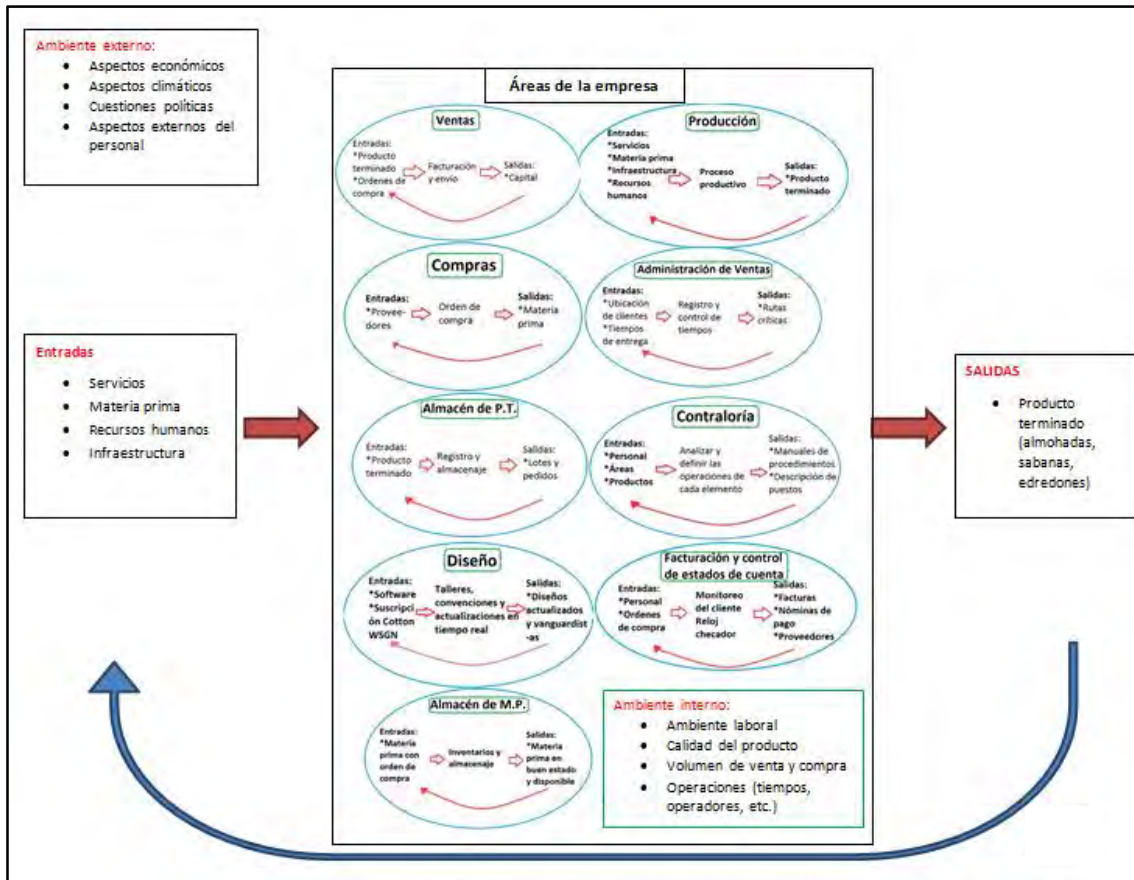 Ambiente externo:
• Aspectos económicos
• Aspectos climáticos
• Cuestiones políticas
• Aspectos externos del
personal
Entradas
• Servicios
• Materia prima
• Recursos humanos
• Infraestructura
Áreas de la empresa
Ventas
Entradas:
*Producto
terminado
*Ordenes de
compra
Facturación
y envío
Salidas:
*Capital
Producción
Entradas:
*Servicios
*Materia prima
*Infraestructura
*Recursos
humanos
Proceso
productivo
Salidas:
*Producto
terminado
Compras
Entradas:
*Provee-
dores
Orden de
compra
Salidas:
*Materia
prima
Administración de Ventas
Entradas:
*Ubicación
de clientes
*Tiempos
de entrega
Registro y
control de
tiempos
Salidas:
*Rutas
críticas
Almacén de P.T.
Entradas:
*Producto
terminado
Registro y
almacenaje
Salidas:
*Lotes y
pedidos
Contraloría
Entradas:
*Personal
*Áreas
*Productos
Analizar y
definir las
operaciones de
cada elemento
Salidas:
*Manuales de
procedimientos
*Descripción de
puestos
Diseño
Entradas:
*Software
*Suscripci
ón Cotton
WSGN
Talleres,
convenciones y
actualizaciones en
tiempo real
Salidas:
*Diseños
actualizados
y vanguardist
-as
Facturación y control
de estados de cuenta
Entradas:
*Personal
*Ordenes
de compra
Monitoreo
del cliente
Reloj
checador
Salidas:
*Facturas
*Nóminas de
pago
*Proveedores
Almacén de M.P.
Entradas:
*Materia
prima con
orden de
compra
Inventarios y
almacenaje
Salidas:
*Materia
prima en
buen estado
y disponible
Ambiente interno:
• Ambiente laboral
• Calidad del producto
• Volumen de venta y compra
• Operaciones (tiempos,
operadores, etc.)
SALIDAS
• Producto
terminado
(almohadas,
sabanas,
edredones)